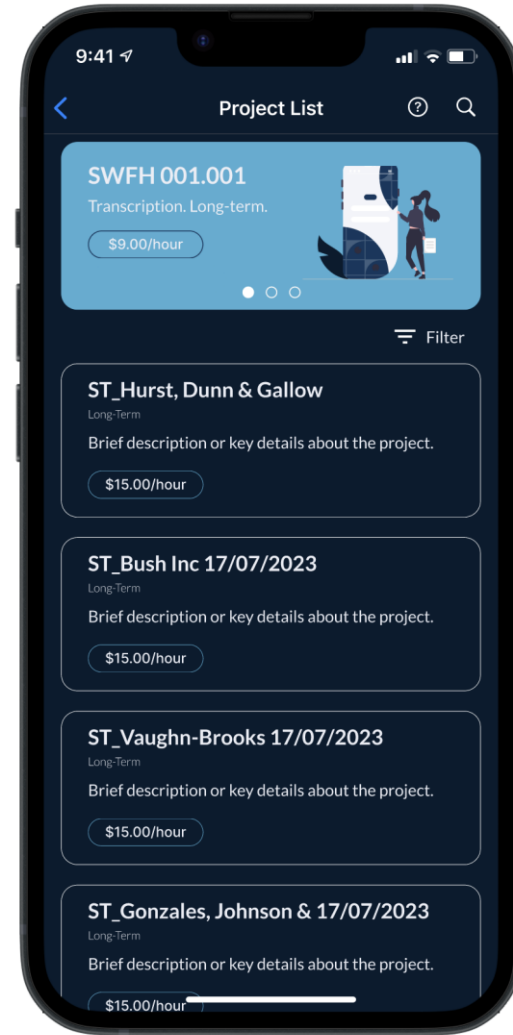 9:41
Project List
SWFH 001.001
Transcription. Long-term.
$9.00/hour
Filter
ST_Hurst, Dunn & Gallow
Long-Term
Brief description or key details about the project.
$15.00/hour
ST_Bush Inc 17/07/2023
Long-Term
Brief description or key details about the project.
$15.00/hour
ST_Vaughn-Brooks 17/07/2023
Long-Term
Brief description or key details about the project.
$15.00/hour
ST_Gonzales, Johnson & 17/07/2023
Long-Term
Brief description or key details about the project.
$15.00/hour